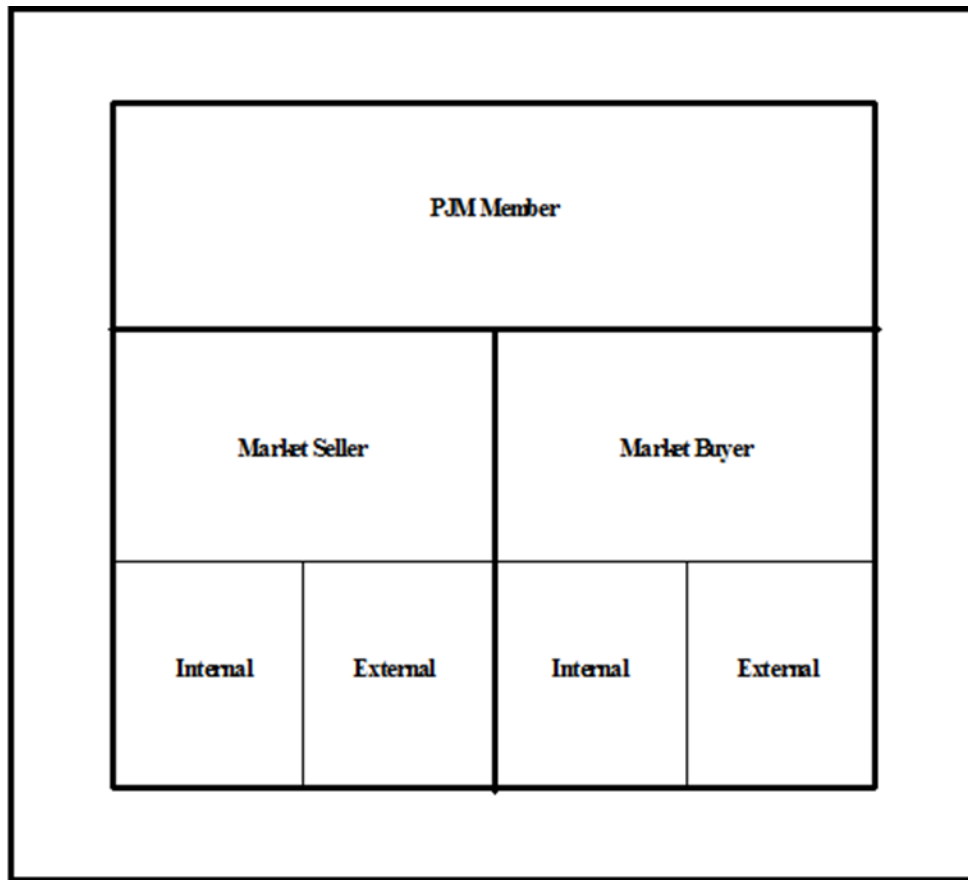 PJM Member
Market Seller
Market Buyer
Internal
External
Internal
External